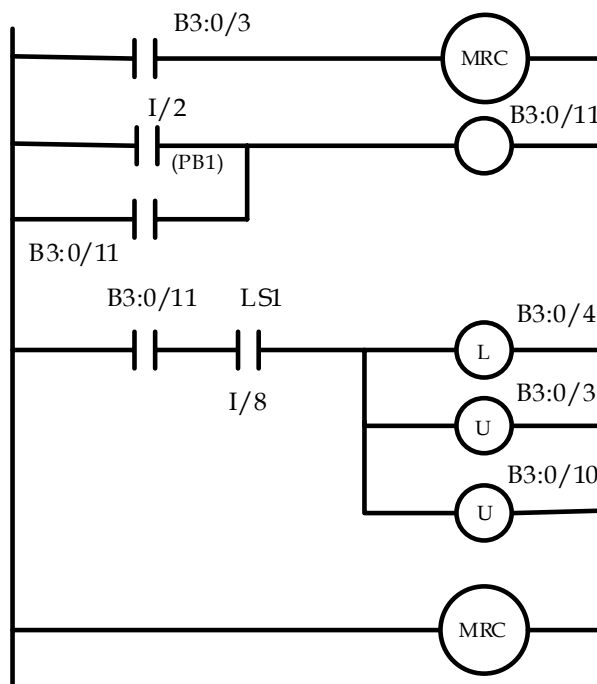 B3:0/3
MRC
I/2
(PB1)
B3:0/11
B3:0/11
B3:0/11
LS1
I/8
B3:0/4
L
B3:0/3
U
B3:0/10
U
MRC